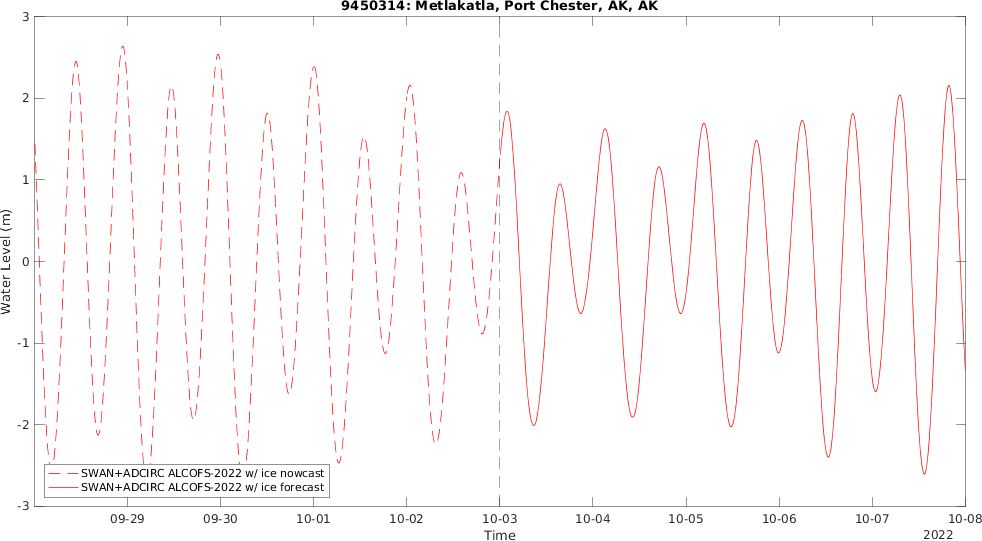 9450314: Metlakatla, Port Chester, AK, AK
3
2
1
0
-1
-2
-3
Water Level (m)
SWAN+ADCIRC ALCOFS-2022 w/ ice nowcast
SWAN+ADCIRC ALCOFS-2022 w/ ice forecast
09-29 09-30 10-01 10-02 10-03 10-04 10-05 10-06 10-07 10-08
Time
2022